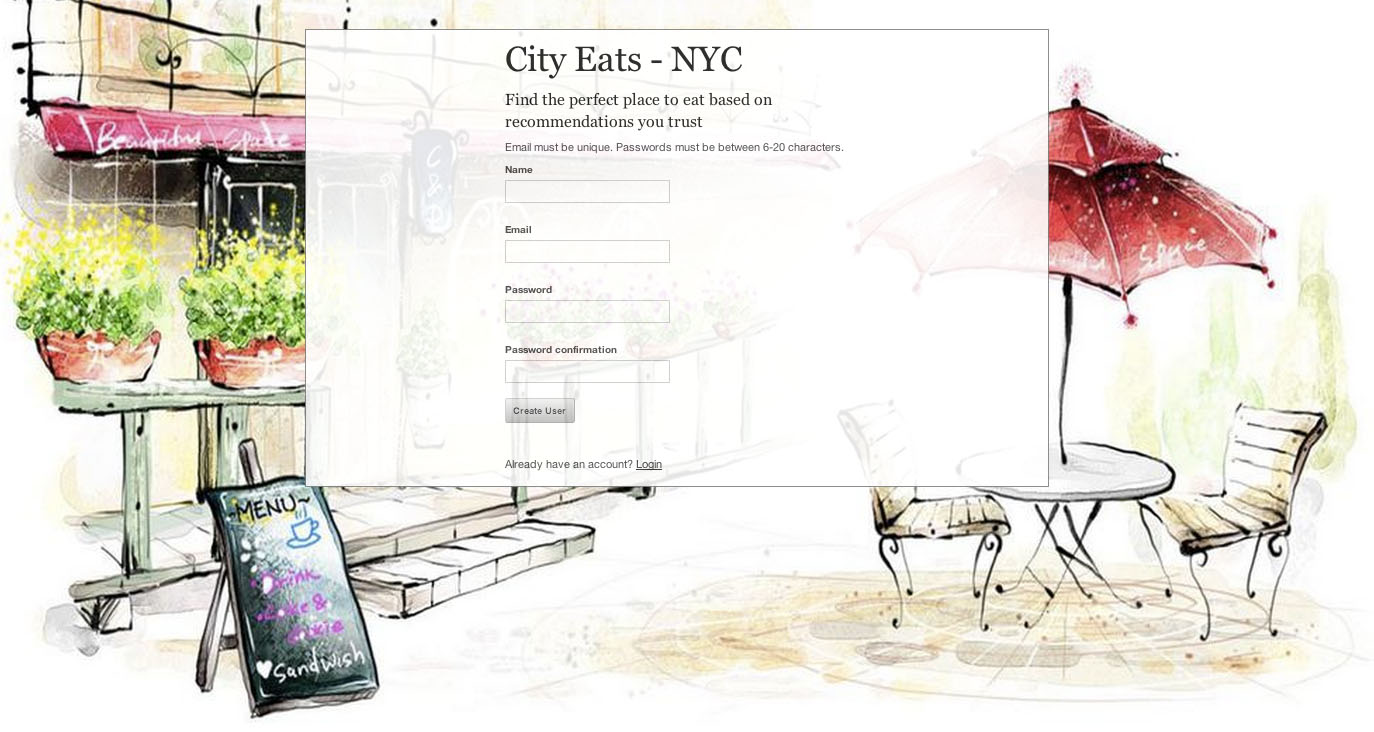 City Eats - NYC
Find the perfect place to eat based on
recommendations you trust
Email must be unique. Passwords must be between 6-20 characters.
Name
Email
Password
Password confirmation
Create User
Already have an account? Login
Beautiful Space
C & D
Space
MENU
Drink
Cake &
Cookie
Sandwish